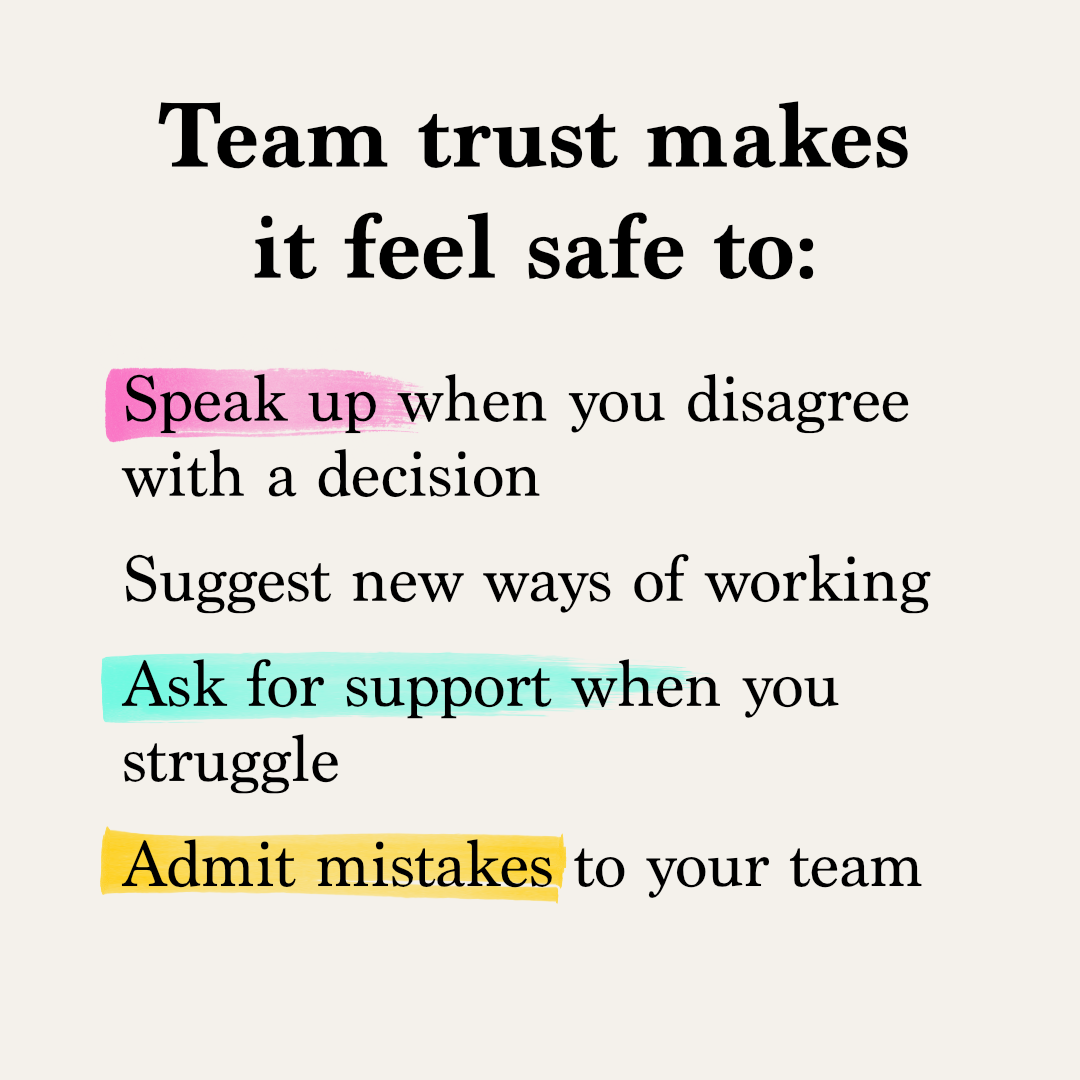 Team trust makes
it feel safe to:
Speak up when you disagree
with a decision
Suggest new ways of working
Ask for support when you
struggle
Admit mistakes to your team